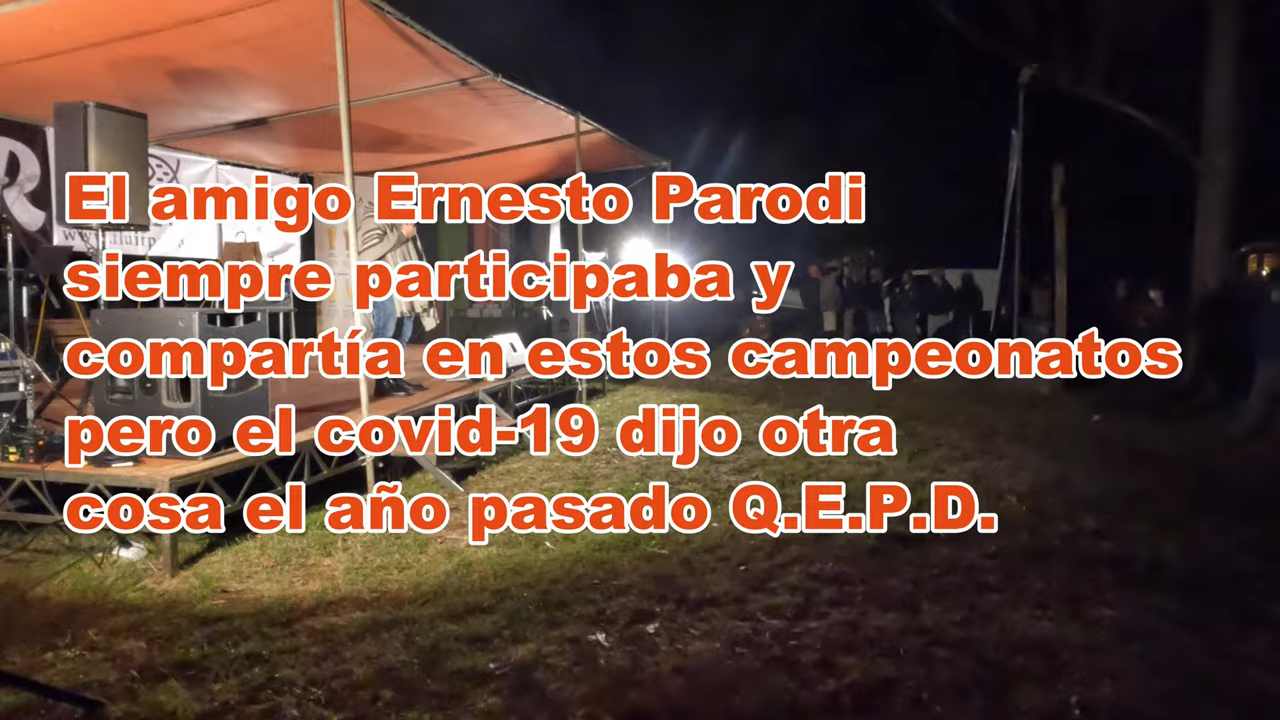 El amigo Ernesto Parodi
siempre participaba y
compartía en estos campeonatos
pero el covid-19 dijo otra
cosa el año pasado Q.E.P.D.